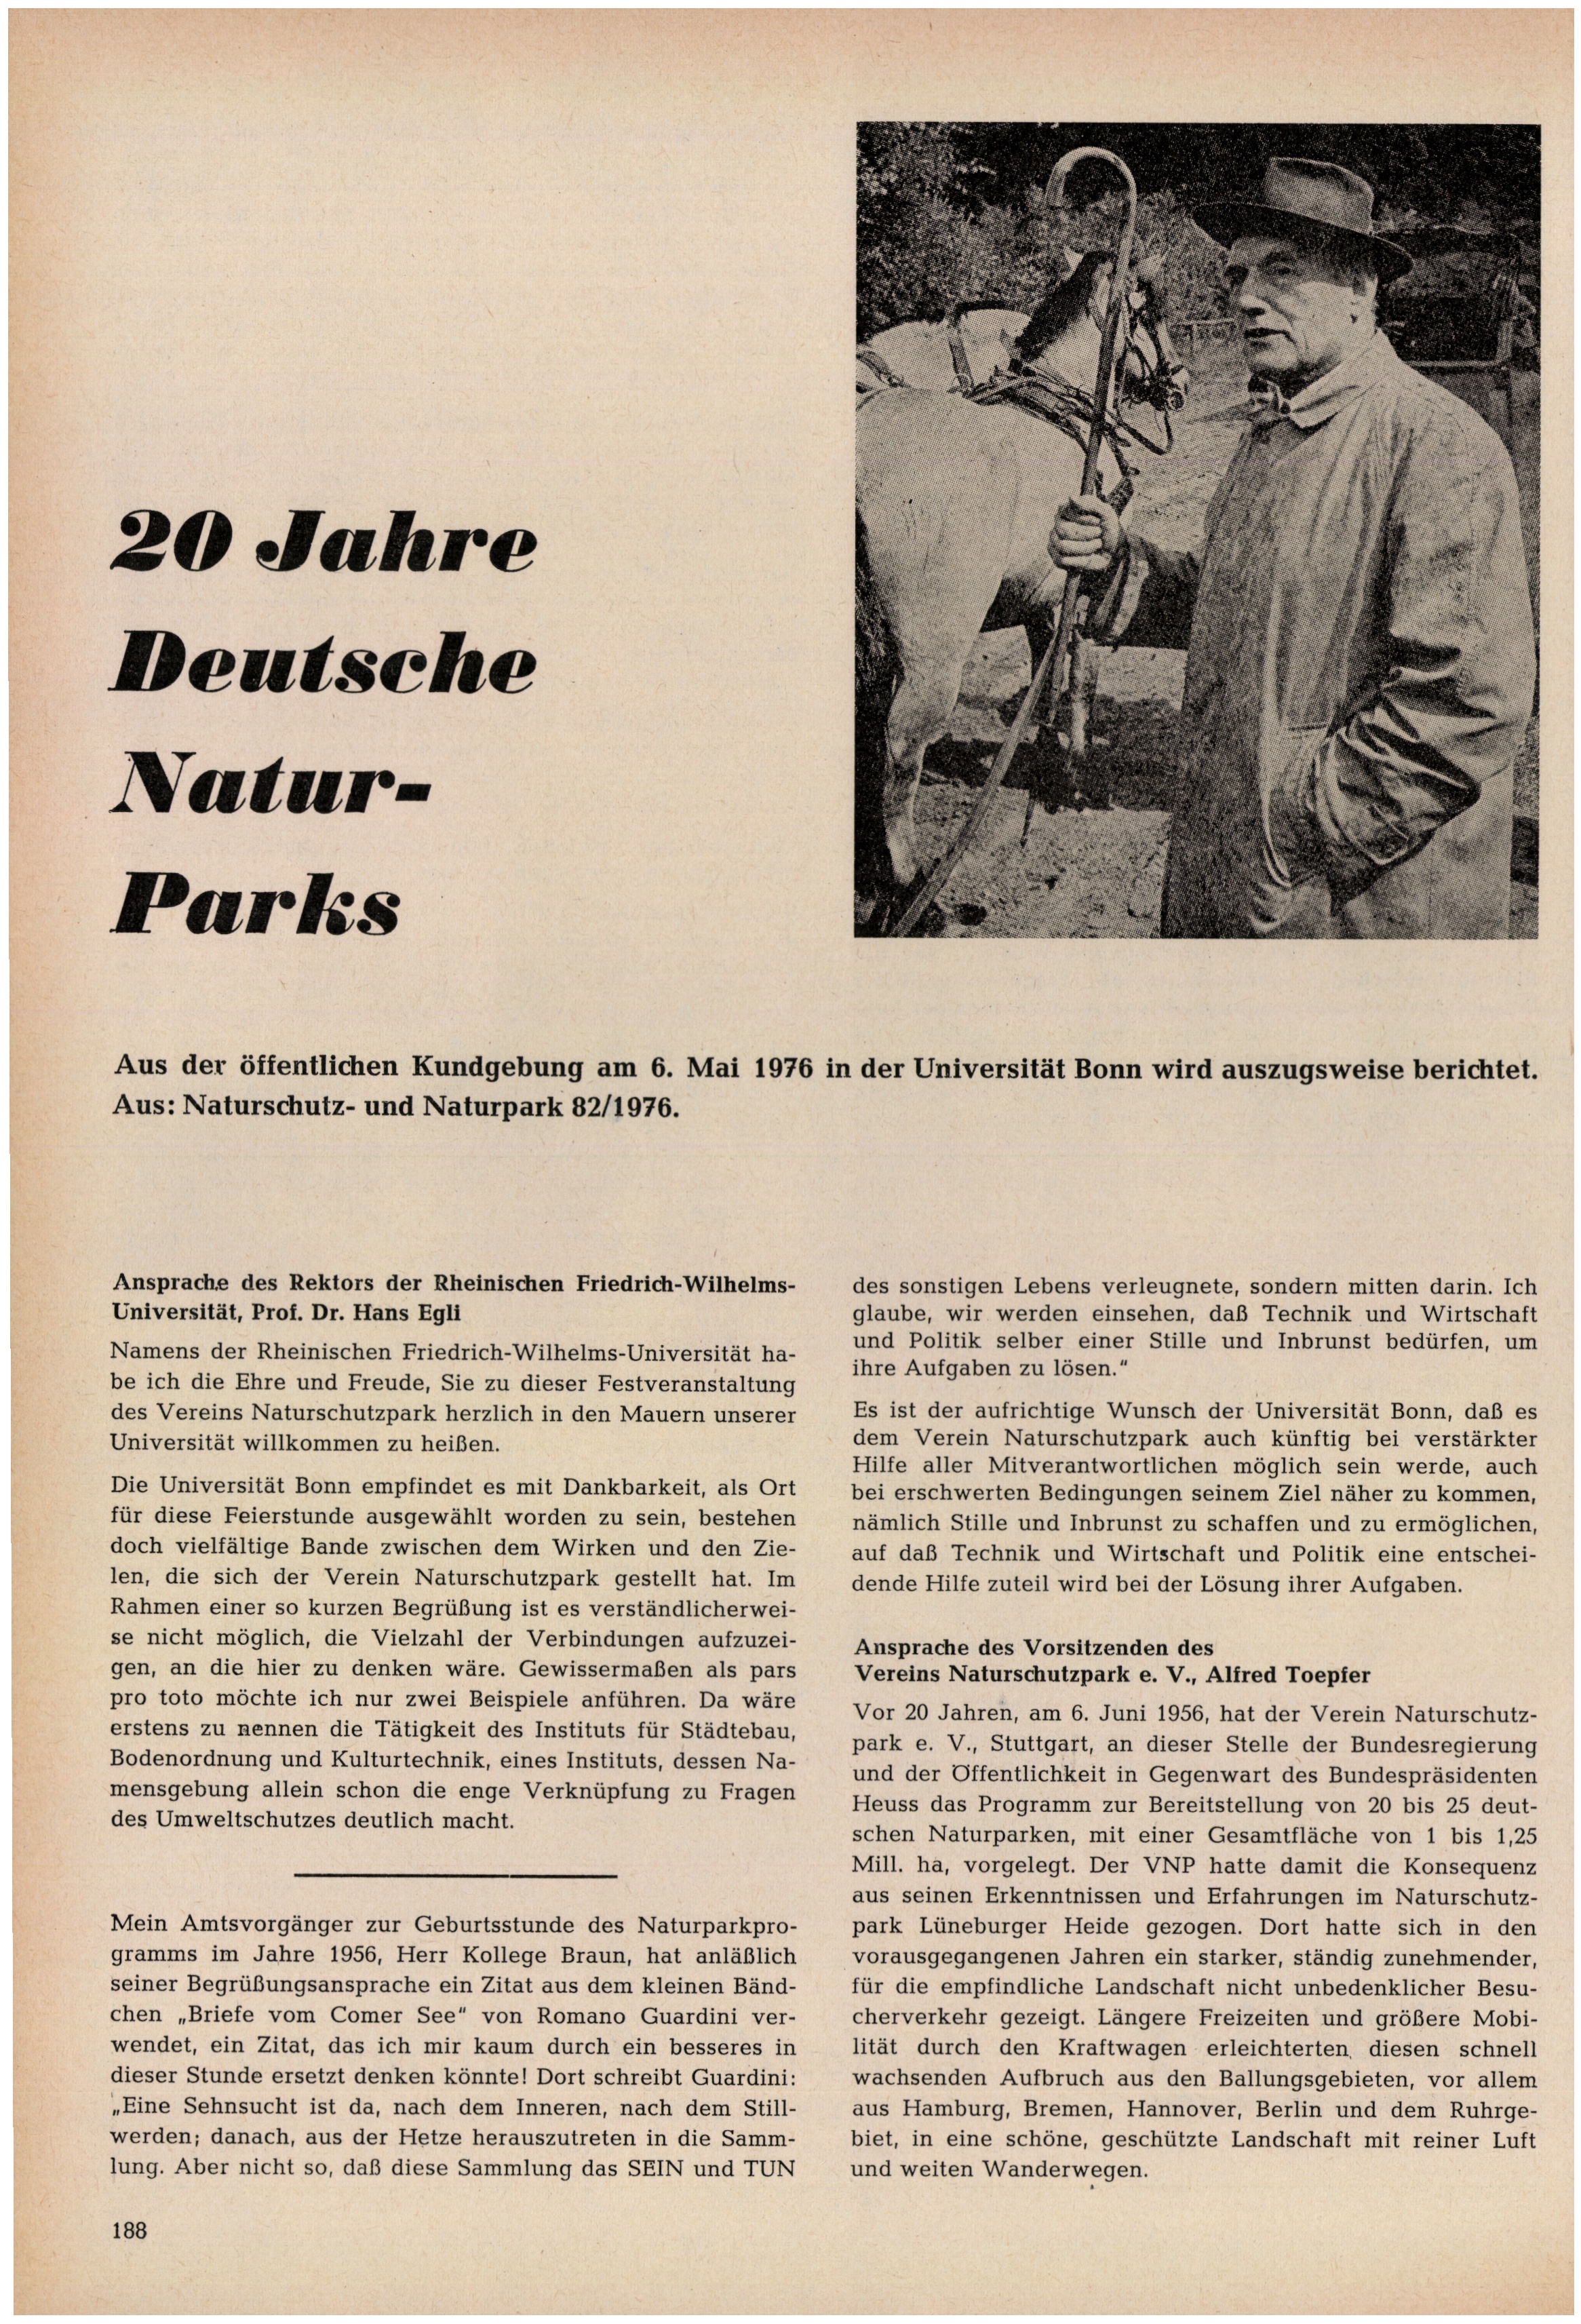 20 Jahre
Deutsche
Natur-
Parks
Aus der öffentlichen Kundgebung am 6. Mai 1976 in der Universität Bonn wird auszugsweise berichtet.
Aus: Naturschutz- und Naturpark 82/1976.
Ansprache des Rektors der Rheinischen Friedrich-Wilhelms-
Universität, Prof. Dr. Hans Egli
Namens der Rheinischen Friedrich-Wilhelms-Universität ha-
be ich die Ehre und Freude, Sie zu dieser Festveranstaltung
des Vereins Naturschutzpark herzlich in den Mauern unserer
Universität willkommen zu heißen.
Die Universität Bonn empfindet es mit Dankbarkeit, als Ort
für diese Feierstunde ausgewählt worden zu sein, bestehen
doch vielfältige Bande zwischen dem Wirken und den Zie-
len, die sich der Verein Naturschutzpark gestellt hat. Im
Rahmen einer so kurzen Begrüßung ist es verständlicherwei-
se nicht möglich, die Vielzahl der Verbindungen aufzuzei-
gen, an die hier zu denken wäre. Gewissermaßen als pars
pro toto möchte ich nur zwei Beispiele anführen. Da wäre
erstens zu nennen die Tätigkeit des Instituts für Städtebau,
Bodenordnung und Kulturtechnik, eines Instituts, dessen Na-
mensgebung allein schon die enge Verknüpfung zu Fragen
des Umweltschutzes deutlich macht.
Mein Amtsvorgänger zur Geburtsstunde des Naturparkpro-
gramms im Jahre 1956, Herr Kollege Braun, hat anläßlich
seiner Begrüßungsansprache ein Zitat aus dem kleinen Bänd-
chen „Briefe vom Comer See" von Romano Guardini ver-
wendet, ein Zitat, das ich mir kaum durch ein besseres in
dieser Stunde ersetzt denken könnte! Dort schreibt Guardini:
„Eine Sehnsucht ist da, nach dem Inneren, nach dem Still-
werden; danach, aus der Hetze herauszutreten in die Samm-
lung. Aber nicht so, daß diese Sammlung das SEIN und TUN
des sonstigen Lebens verleugnete, sondern mitten darin. Ich
glaube, wir werden einsehen, daß Technik und Wirtschaft
und Politik selber einer Stille und Inbrunst bedürfen, um
ihre Aufgaben zu lösen."
Es ist der aufrichtige Wunsch der Universität Bonn, daß es
dem Verein Naturschutzpark auch künftig bei verstärkter
Hilfe aller Mitverantwortlichen möglich sein werde, auch
bei erschwerten Bedingungen seinem Ziel näher zu kommen,
nämlich Stille und Inbrunst zu schaffen und zu ermöglichen,
auf daß Technik und Wirtschaft und Politik eine entschei-
dende Hilfe zuteil wird bei der Lösung ihrer Aufgaben.
Ansprache des Vorsitzenden des
Vereins Naturschutzpark e. V., Alfred Toepfer
Vor 20 Jahren, am 6. Juni 1956, hat der Verein Naturschutz-
park e. V., Stuttgart, an dieser Stelle der Bundesregierung
und der Öffentlichkeit in Gegenwart des Bundespräsidenten
Heuss das Programm zur Bereitstellung von 20 bis 25 deut-
schen Naturparken, mit einer Gesamtfläche von 1 bis 1,25
Mill. ha, vorgelegt. Der VNP hatte damit die Konsequenz
aus seinen Erkenntnissen und Erfahrungen im Naturschutz-
park Lüneburger Heide gezogen. Dort hatte sich in den
vorausgegangenen Jahren ein starker, ständig zunehmender,
für die empfindliche Landschaft nicht unbedenklicher Besu-
cherverkehr gezeigt. Längere Freizeiten und größere Mobi-
lität durch den Kraftwagen erleichterten diesen schnell
wachsenden Aufbruch aus den Ballungsgebieten, vor allem
aus Hamburg, Bremen, Hannover, Berlin und dem Ruhrge-
biet, in eine schöne, geschützte Landschaft mit reiner Luft
und weiten Wanderwegen.
188